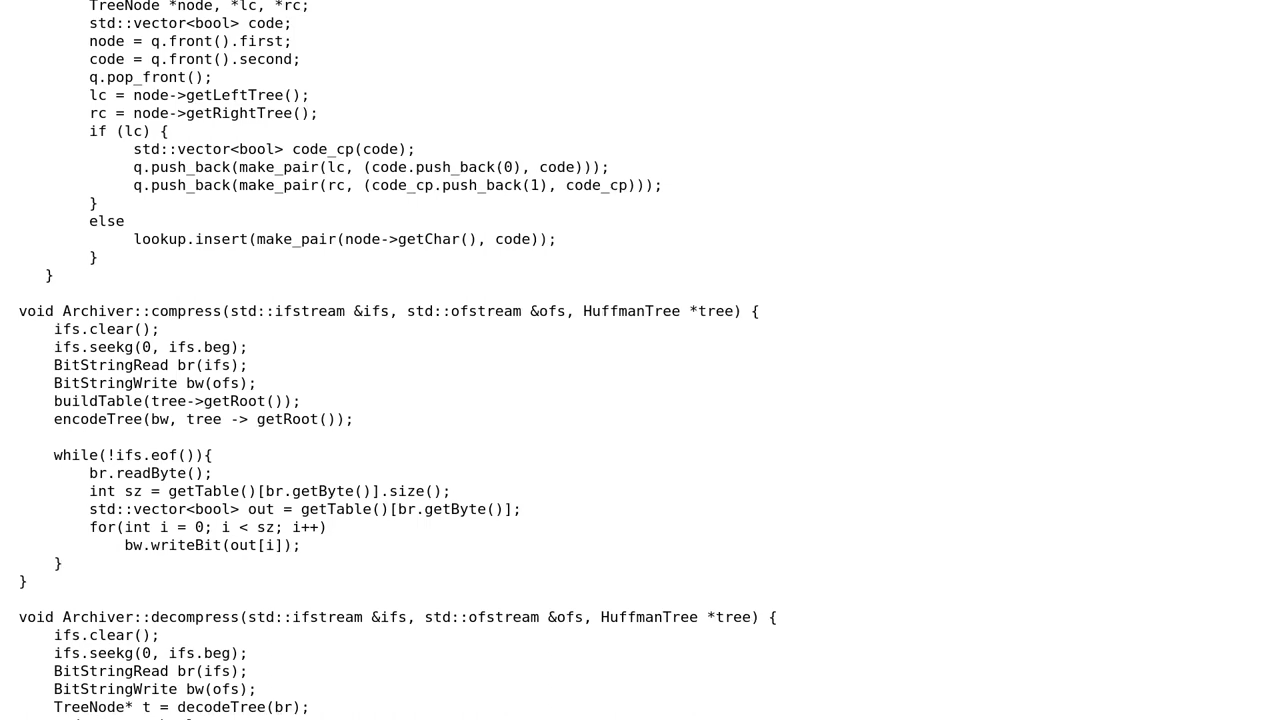 TreeNode *node, *lc, *rc;
std::vector<bool> code;
node = q.front().first;
code = q.front().second;
q.pop_front();
lc = node->getLeftTree();
rc = node->getRightTree();
if (lc) {
std::vector<bool> code_cp(code);
q.push_back(make_pair(lc, (code.push_back(0), code)));
q.push_back(make_pair(rc, (code_cp.push_back(1), code_cp)));
}
else
lookup.insert(make_pair(node->getChar(), code));
}
}
void Archiver::compress(std::ifstream &ifs, std::ofstream &ofs, HuffmanTree *tree) {
ifs.clear();
ifs.seekg(0, ifs.beg);
BitStringRead br(ifs);
BitStringWrite bw(ofs);
buildTable(tree->getRoot());
encodeTree(bw, tree -> getRoot());
while(!ifs.eof()){
br.readByte();
int sz = getTable()[br.getByte()].size();
std::vector<bool> out = getTable()[br.getByte()];
for(int i = 0; i < sz; i++)
bw.writeBit(out[i]);
}
}
void Archiver::decompress(std::ifstream &ifs, std::ofstream &ofs, HuffmanTree *tree) {
ifs.clear();
ifs.seekg(0, ifs.beg);
BitStringRead br(ifs);
BitStringWrite bw(ofs);
TreeNode* t = decodeTree(br);